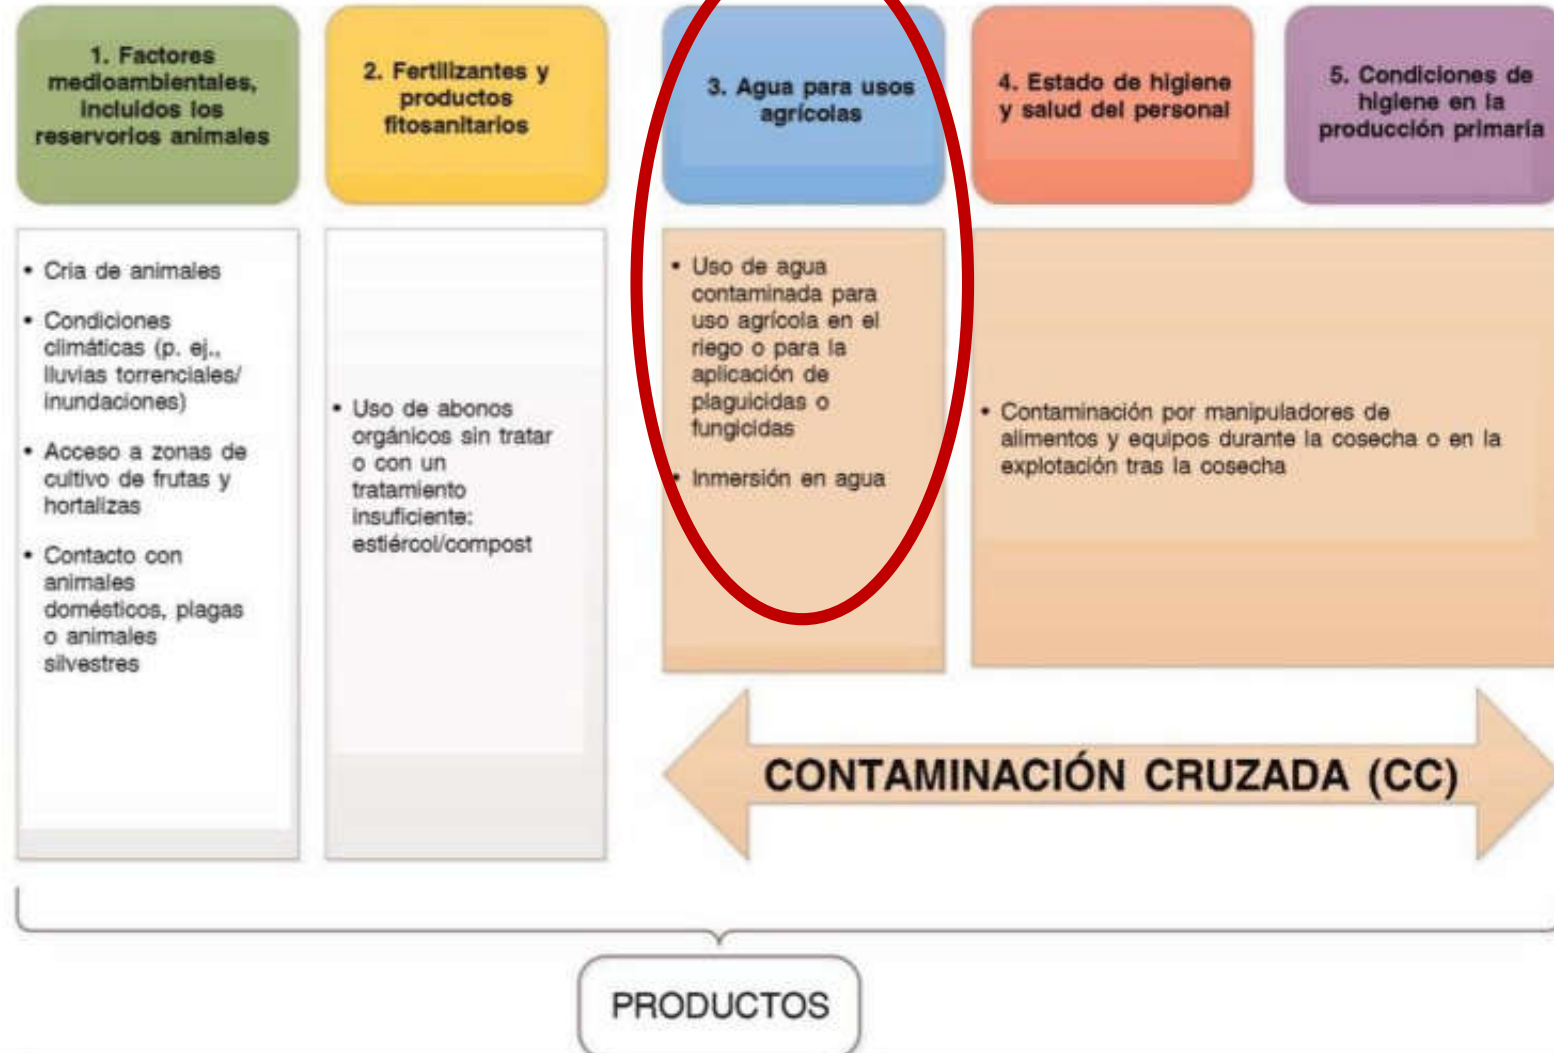 1. Factores
medioambientales,
incluidos los
reservorios animales
2. Fertilizantes y
productos
fitosanitarios
3. Agua para usos
agrícolas
4. Estado de higiene
y salud del personal
5. Condiciones de
higiene en la
producción primaria
• Cria de animales
• Condiciones
climáticas (p. ej.,
lluvias torrenciales/
inundaciones)
• Acceso a zonas de
cultivo de frutas y
hortalizas
• Contacto con
animales
domésticos, plagas
o animales
silvestres
• Uso de abonos
orgánicos sin tratar
o con un
tratamiento
insuficiente:
estiércol/compost
• Uso de agua
contaminada para
uso agrícola en el
riego o para la
aplicación de
plaguicidas o
fungicidas
• Inmersión en agua
• Contaminación por manipuladores de
alimentos y equipos durante la cosecha o en la
explotación tras la cosecha
CONTAMINACIÓN CRUZADA (CC)
PRODUCTOS